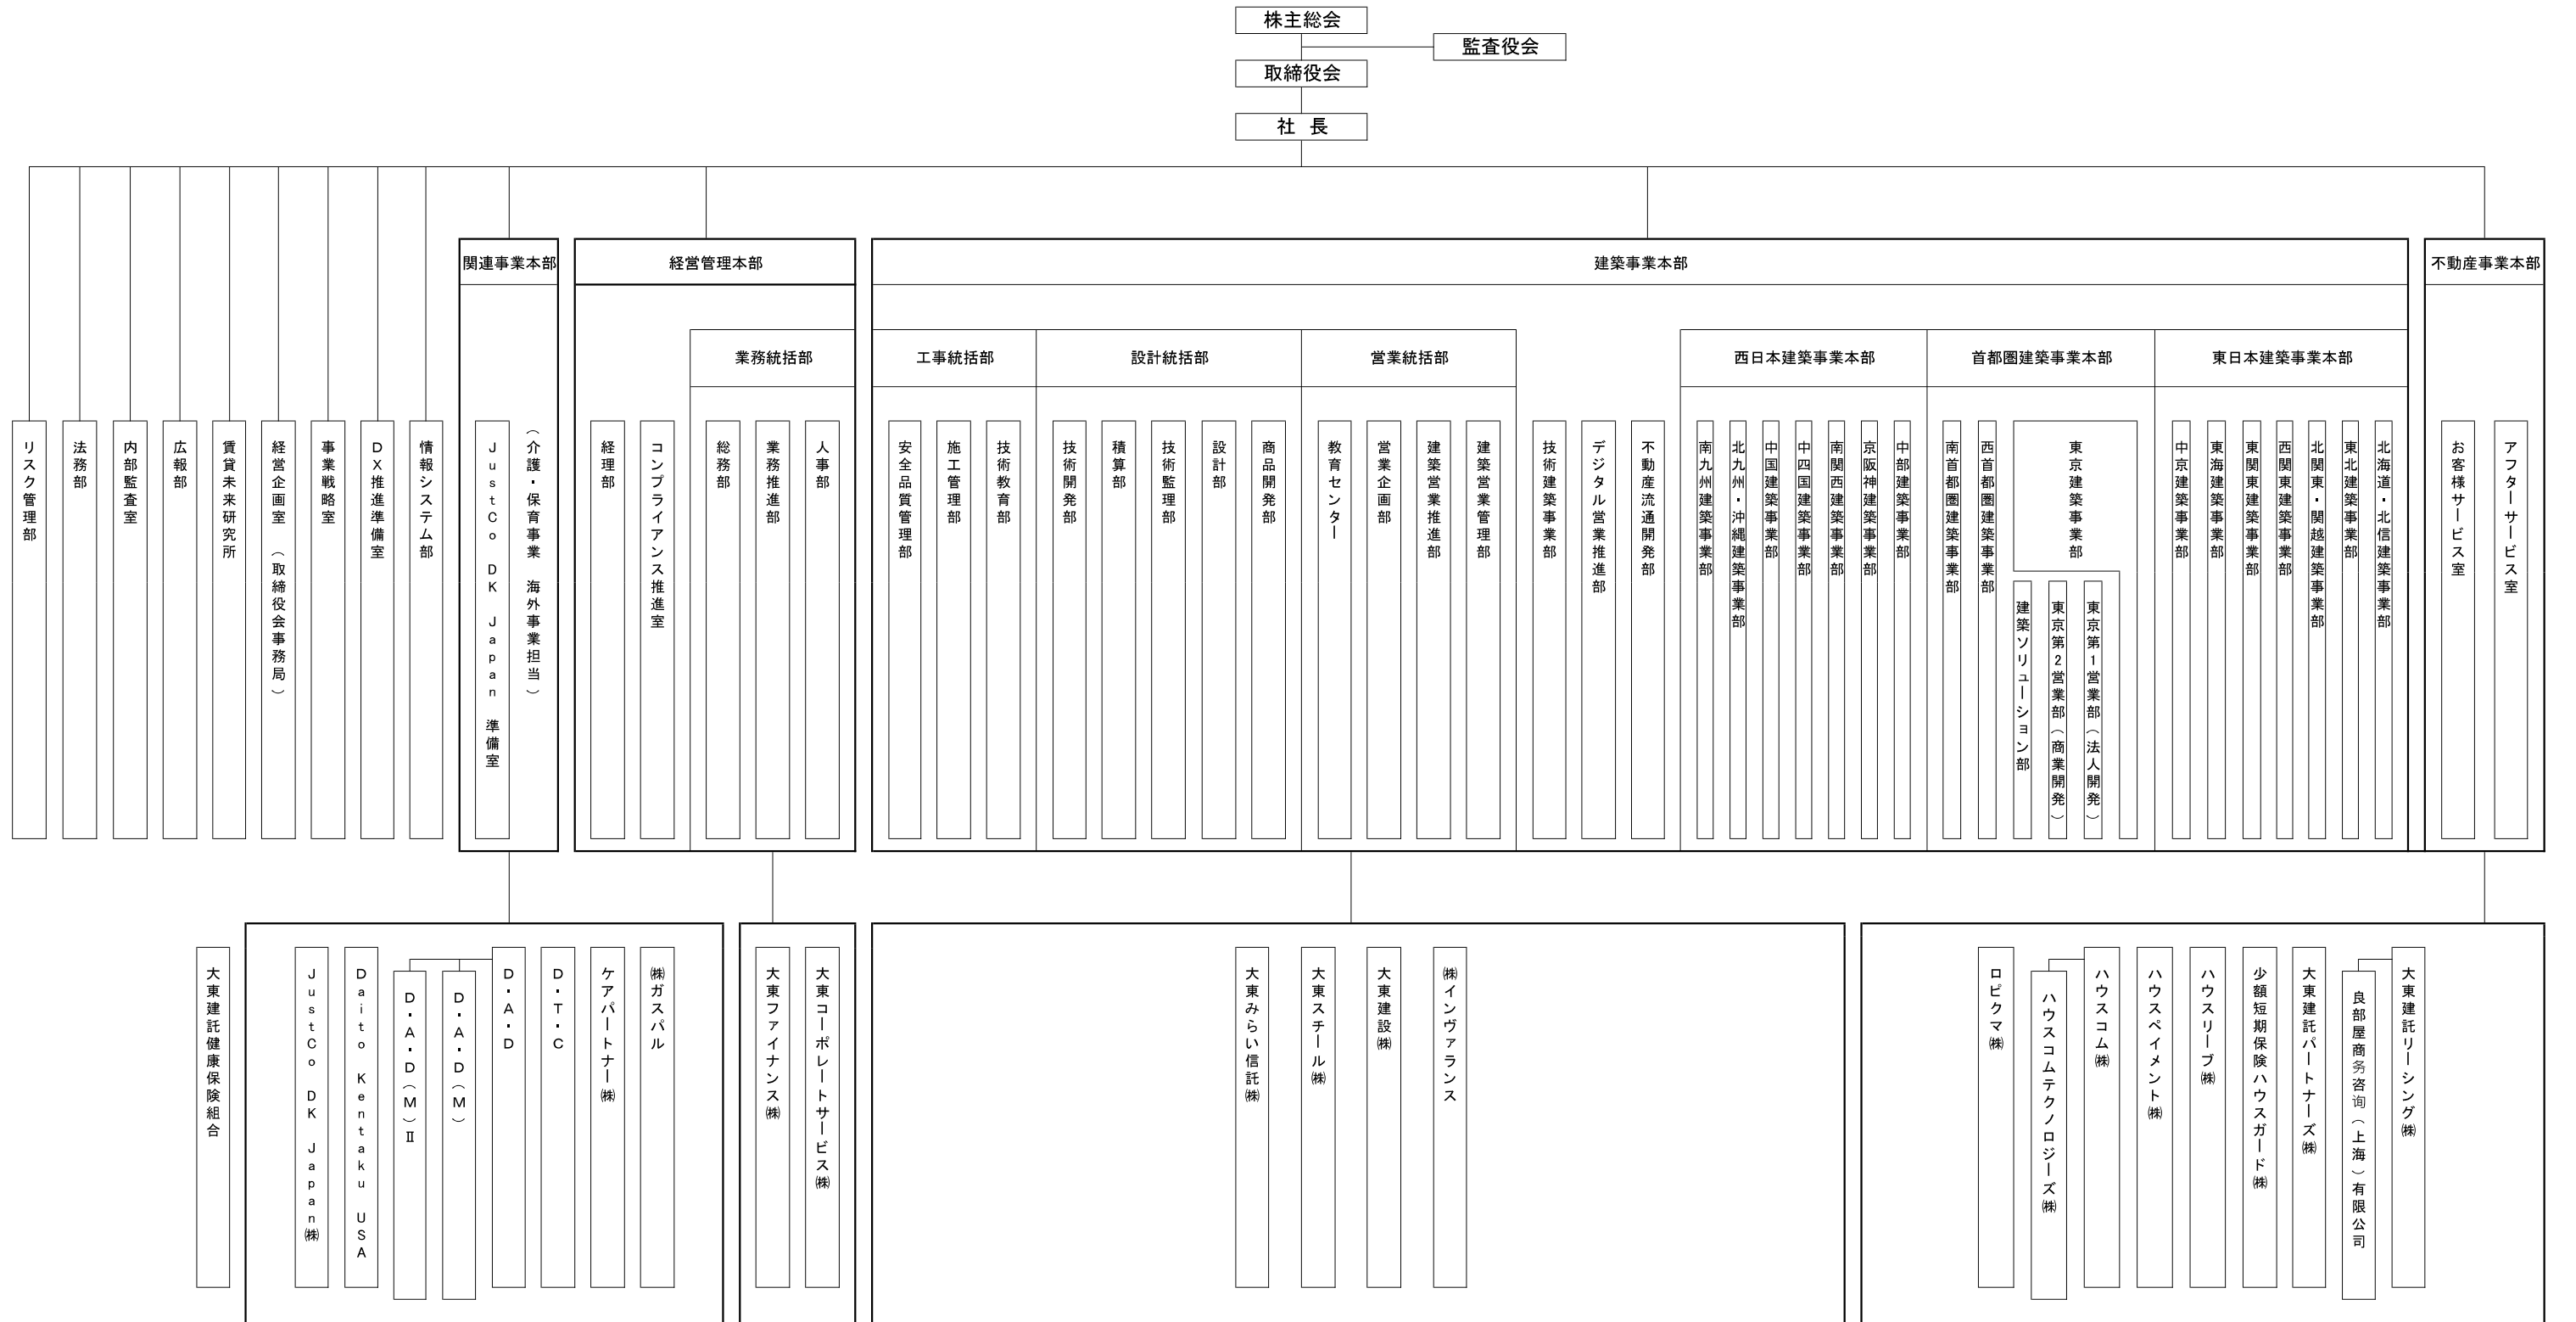 株主総会
監査役会
取締役会
社 長
関連事業本部
経営管理本部
建築事業本部
不動産事業本部
業務統括部
工事統括部
設計統括部
営業統括部
西日本建築事業本部
首都圏建築事業本部
東日本建築事業本部
リスク管理部
法務部
内部監査室
広報部
賃貸未来研究所
経営企画室 (取締役会事務局)
事業戦略室
DX推進準備室
情報システム部
JustCo DK Japan 準備室
(介護・保育事業 海外事業担当)
経理部
コンプライアンス推進室
総務部
業務推進部
人事部
安全品質管理部
施工管理部
技術教育部
技術開発部
積算部
技術監理部
設計部
商品開発部
教育センター
営業企画部
建築営業推進部
建築営業管理部
技術建築事業部
デジタル営業推進部
不動産流通開発部
南九州建築事業部
北九州・沖縄建築事業部
中国建築事業部
中四国建築事業部
南関西建築事業部
京阪神建築事業部
中部建築事業部
南首都圏建築事業部
西首都圏建築事業部
東京建築事業部
建築ソリューション部
東京第2営業部(商業開発)
東京第1営業部(法人開発)
中京建築事業部
東海建築事業部
東関東建築事業部
西関東建築事業部
北関東・関越建築事業部
東北建築事業部
北海道・北信建築事業部
お客様サービス室
アフターサービス室
大東建託健康保険組合
JustCo DK Japan㈱
Daito Kentaku USA
D・A・D(M)Ⅱ
D・A・D(M)
D・A・D
D・T・C
ケアパートナー㈱
㈱ガスパル
大東ファイナンス㈱
大東コーポレートサービス㈱
大東みらい信託㈱
大東スチール㈱
大東建設㈱
㈱インヴァランス
ロピクマ㈱
ハウスコムテクノロジーズ㈱
ハウスコム㈱
ハウスペイメント㈱
ハウスリーブ㈱
少額短期保険ハウスガード㈱
大東建託パートナーズ㈱
良部屋商务咨询(上海)有限公司
大東建託リーシング㈱